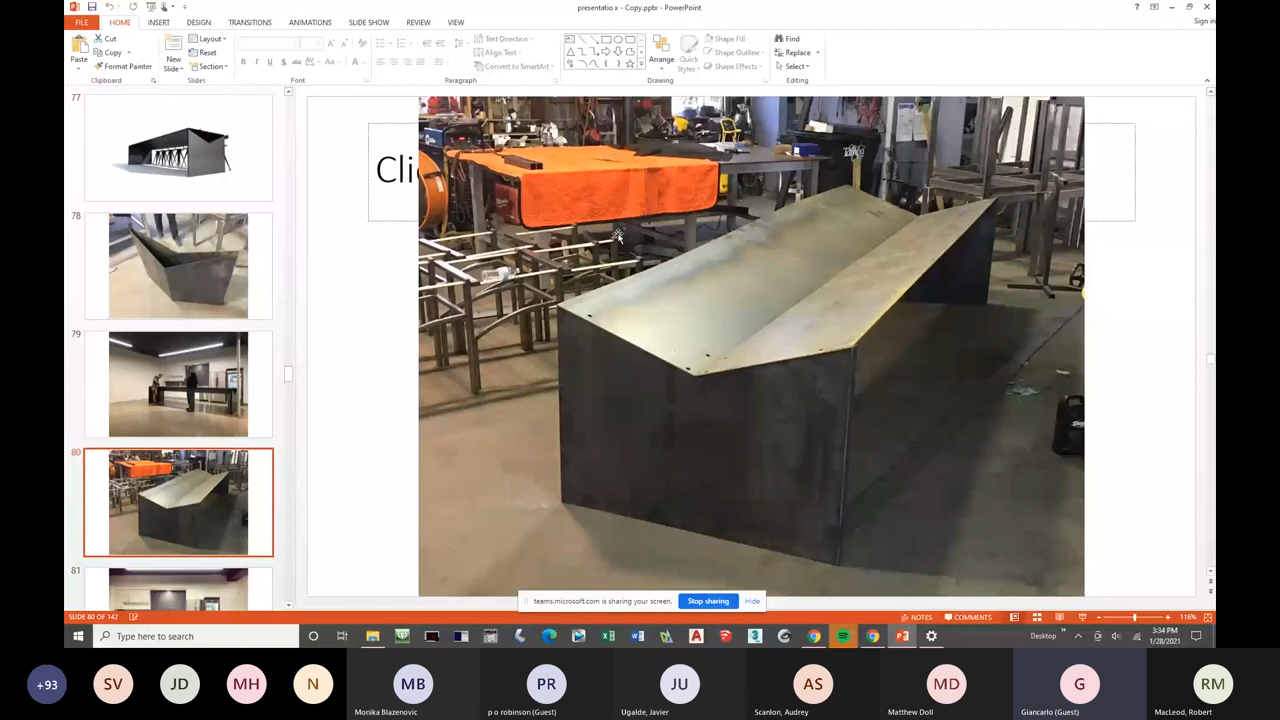 presentatio x - Copy.pptx - PowerPoint
Sign in
FILE HOME INSERT DESIGN TRANSITIONS ANIMATIONS SLIDE SHOW REVIEW VIEW
Paste
Cut
Copy
Format Painter
Clipboard
New
Slide
Layout
Reset
Section
Slides
Font
Text Direction
Align Text
Convert to SmartArt
Paragraph
Arrange
Quick
Styles
Shape Fill
Shape Outline
Shape Effects
Drawing
Find
Replace
Select
Editing
77
78
79
80
81
Cli
teams.microsoft.com is sharing your screen. Stop sharing Hide
SLIDE 80 OF 142 NOTES COMMENTS 116%
Type here to search Desktop 3:34 PM
1/28/2021
+93 SV JD MH N MB PR JU AS MD G RM
Monika Blazenovic p o robinson (Guest) Ugalde, Javier Scanlon, Audrey Matthew Doll Giancarlo (Guest) MacLeod, Robert